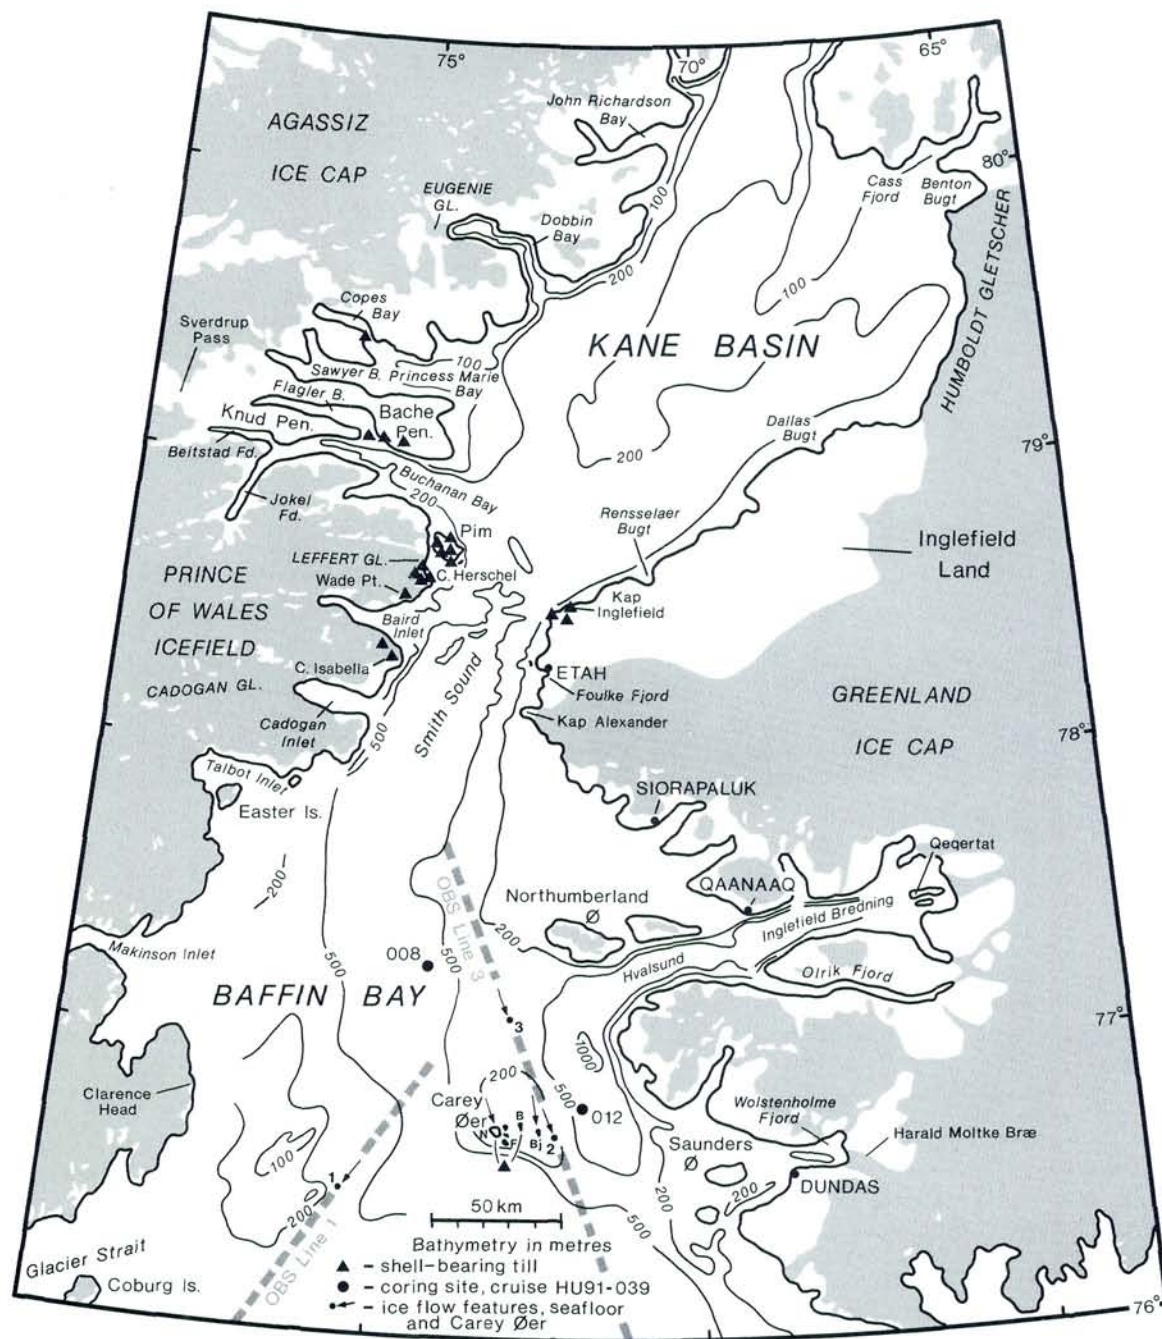 75°
70°
65°
John Richardson
Bay
AGASSIZ
ICE CAP
80°
Cass
Fjord
Benton
Bugt
EUGENIE
GL.
Dobbin
Bay
100
200
100
HUMBOLDT GLETSCHER
Copes
Bay
Sverdrup
Pass
KANE BASIN
100
Sawyer B.
Princess Marie
Bay
Flagler B.
Bache
Pen.
Knud Pen.
Dallas
Bugt
79°
200
Beitstad Fd.
Buchanan Bay
Jokel
Fd.
200
Rensselaer
Bugt
Pim
Inglefield
Land
LEFFERT GL.
C. Herschel
Wade Pt.
PRINCE
OF WALES
ICEFIELD
Kap
Inglefield
Baird
Inlet
C. Isabella
Smith Sound
ETAH
Foulke Fjord
CADOGAN GL.
GREENLAND
ICE CAP
Kap Alexander
Cadogan
Inlet
500
78°
Talbot Inlet
SIORAPALUK
Easter Is.
200
Qeqertat
OBS Line 3
QAANAAQ
Northumberland
Ø
Inglefield Bredning
200
Makinson Inlet
500
008
500
Hvalsund
Olrik Fjord
BAFFIN BAY
77°
3
1000
Clarence
Head
200
500
Carey
Øer
B
012
Wolstenholme
Fjord
W
F
Bj
2
Harald Moltke Bræ
Saunders
Ø
100
1
DUNDAS
200
50 km
200
200
500
Bathymetry in metres
Glacier Strait
OBS Line 1
– shell-bearing till
– coring site, cruise HU91-039
Coburg Is.
– ice flow features, seafloor
and Carey Øer
76°